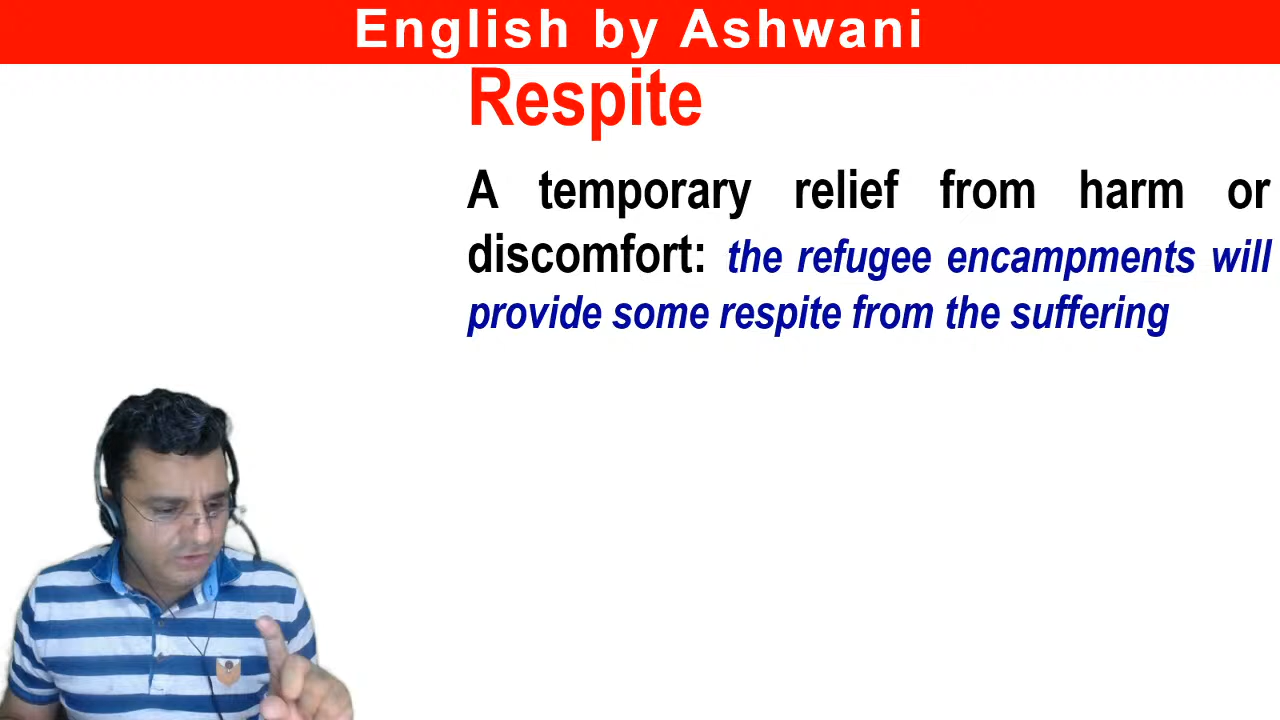 English by Ashwani
Respite
A temporary relief from harm or
discomfort: the refugee encampments will
provide some respite from the suffering